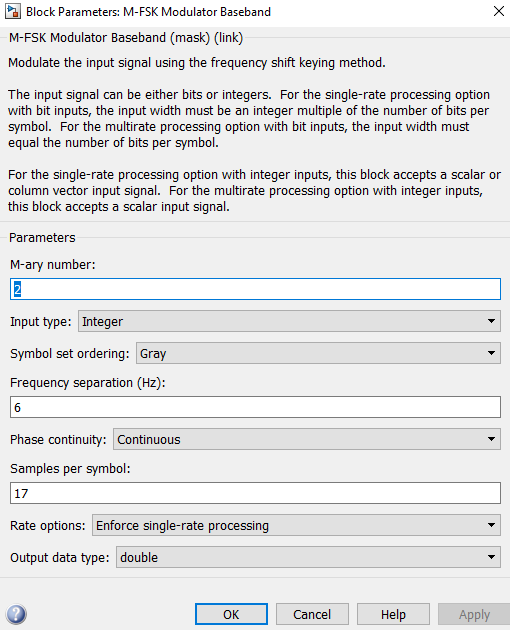 Block Parameters: M-FSK Modulator Baseband
M-FSK Modulator Baseband (mask) (link)
Modulate the input signal using the frequency shift keying method.
The input signal can be either bits or integers.  For the single-rate processing option
with bit inputs, the input width must be an integer multiple of the number of bits per
symbol.  For the multirate processing option with bit inputs, the input width must
equal the number of bits per symbol.
For the single-rate processing option with integer inputs, this block accepts a scalar or
column vector input signal.  For the multirate processing option with integer inputs,
this block accepts a scalar input signal.
Parameters
M-ary number:
2
Input type: Integer
Symbol set ordering: Gray
Frequency separation (Hz):
6
Phase continuity: Continuous
Samples per symbol:
17
Rate options: Enforce single-rate processing
Output data type: double
? OK Cancel Help Apply